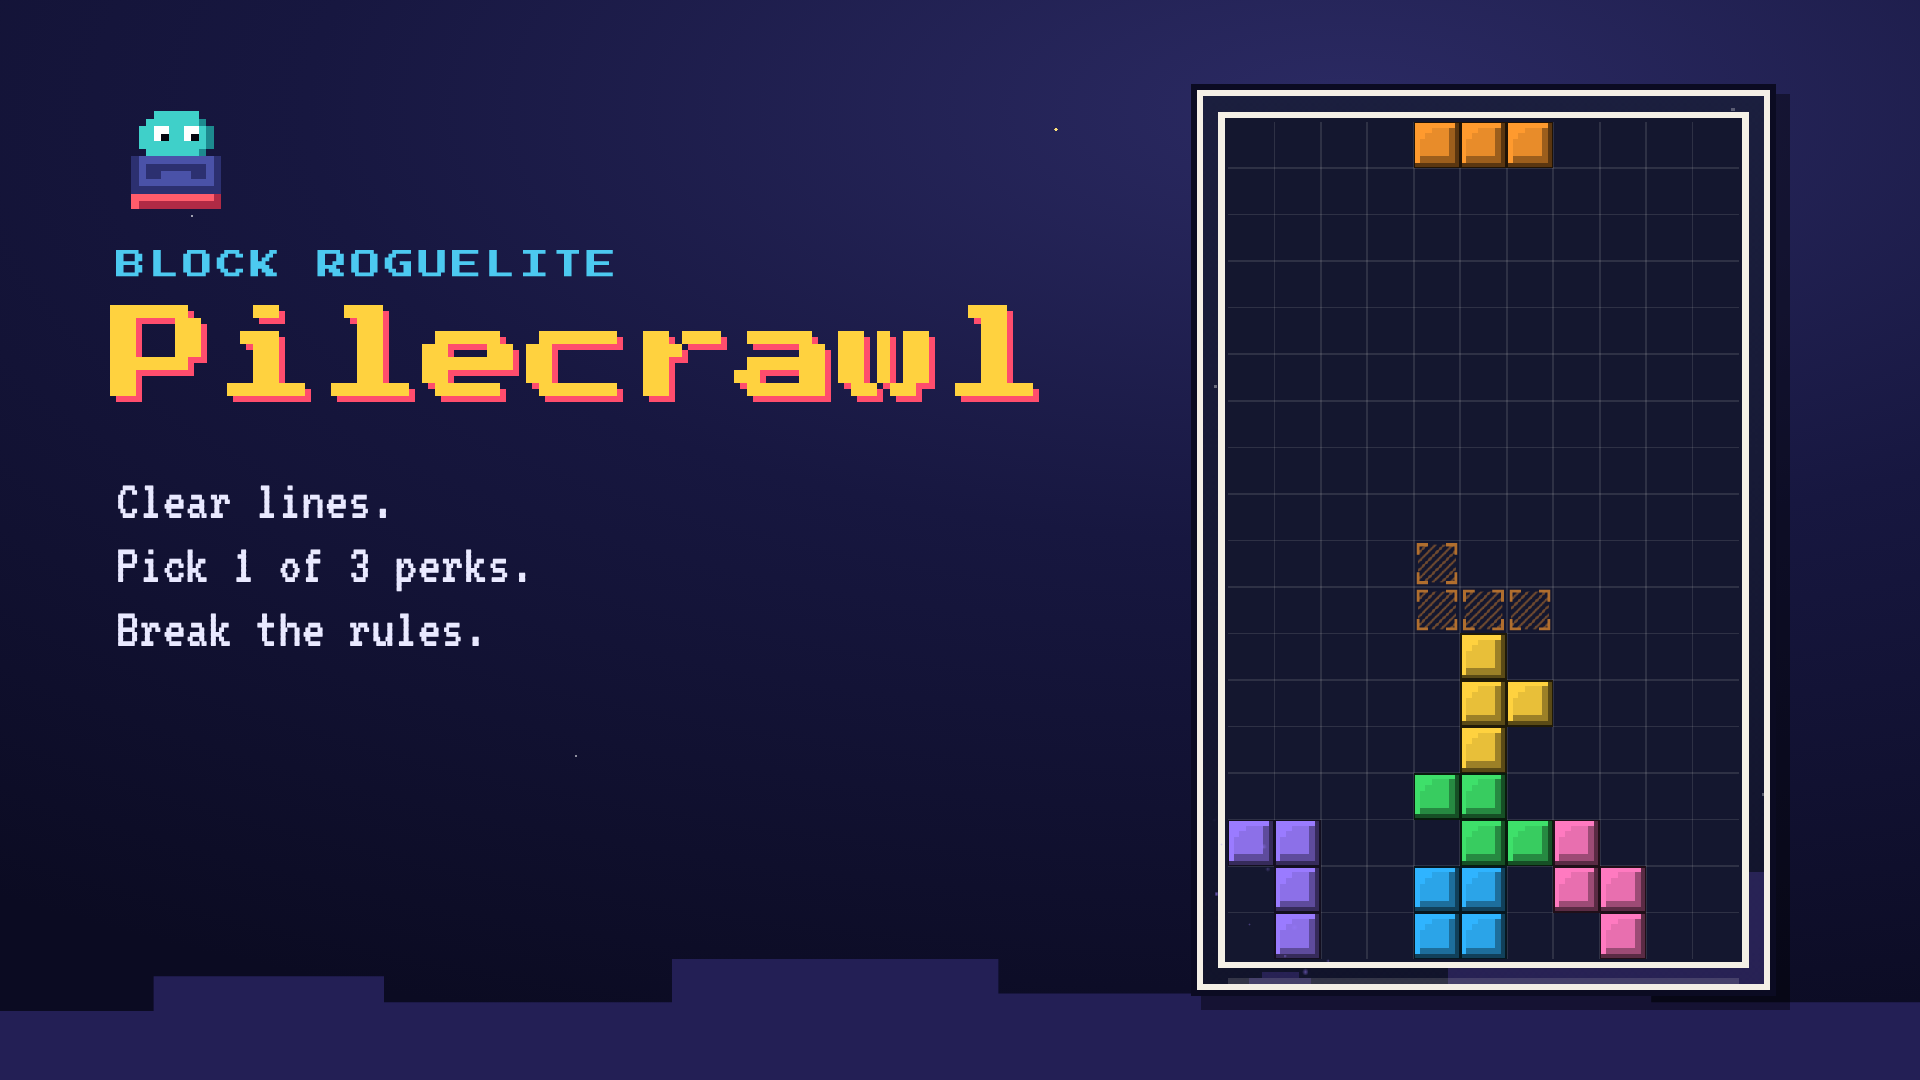 BLOCK ROGUELITE
Pilecrawl
Clear lines.
Pick 1 of 3 perks.
Break the rules.